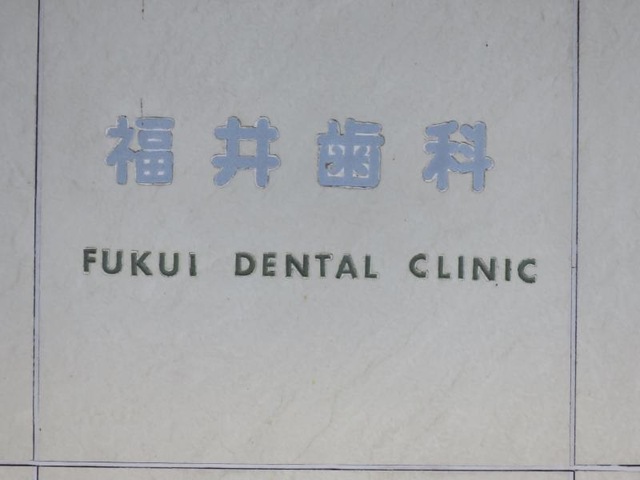 福井歯科
FUKUI DENTAL CLINIC